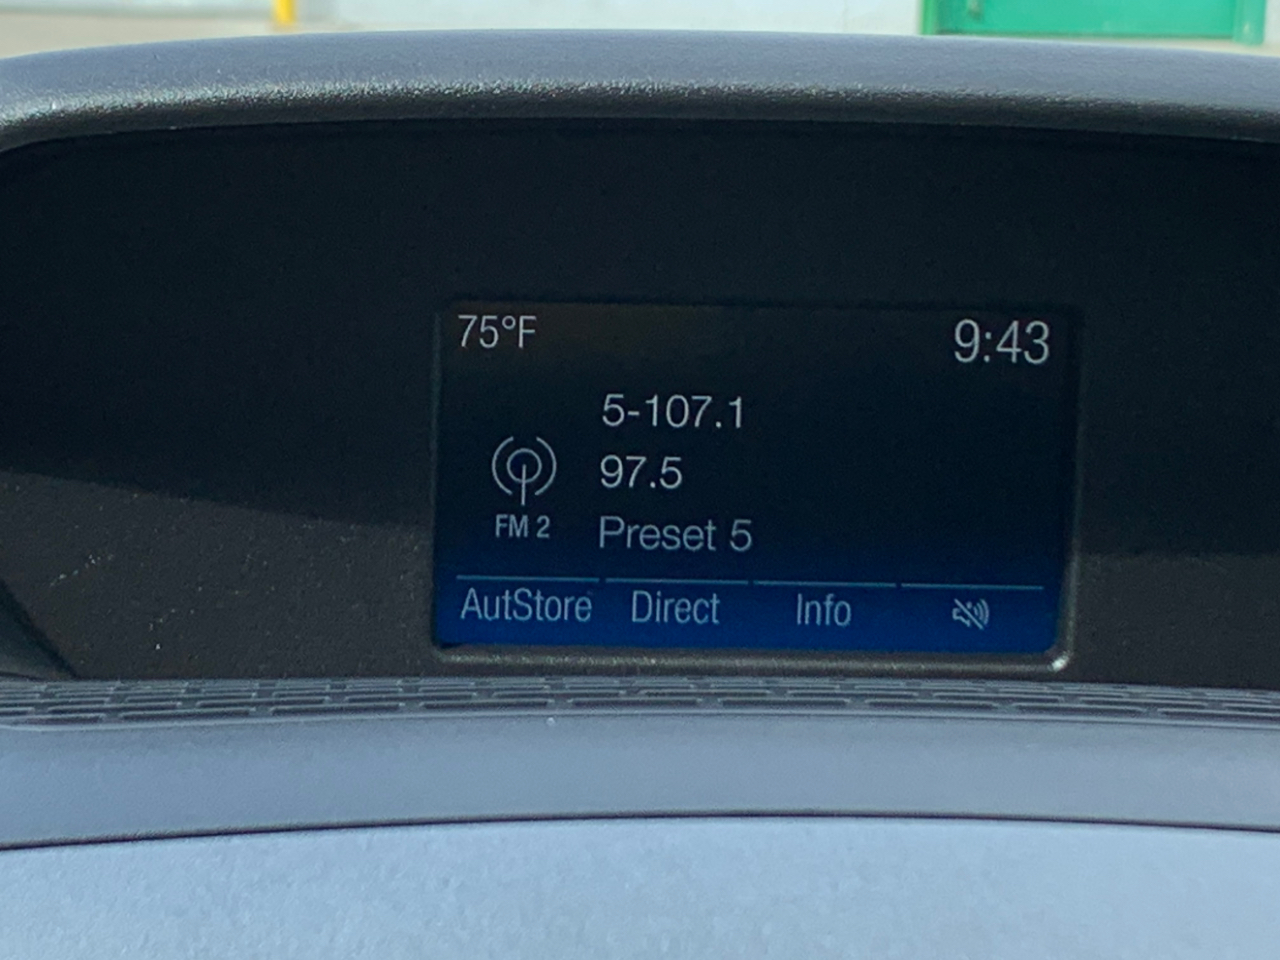 75°F 9:43
5-107.1
97.5
FM 2 Preset 5
AutStore Direct Info